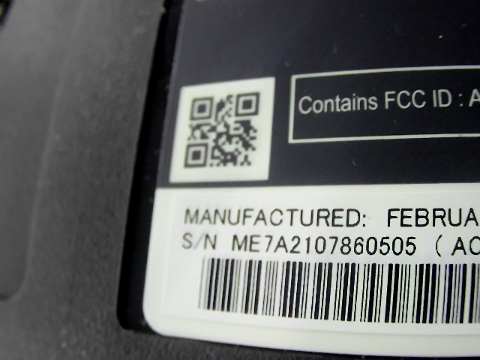 Contains FCC ID : A
MANUFACTURED: FEBRUA
S/N ME7A2107860505 ( AC